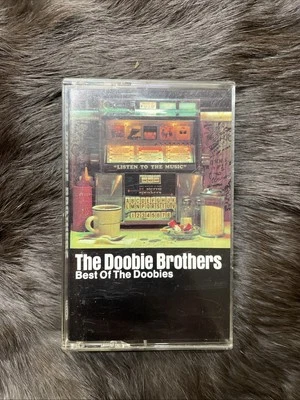 "LISTEN TO THE MUSIC"
The Doobie Brothers
Best Of The Doobies